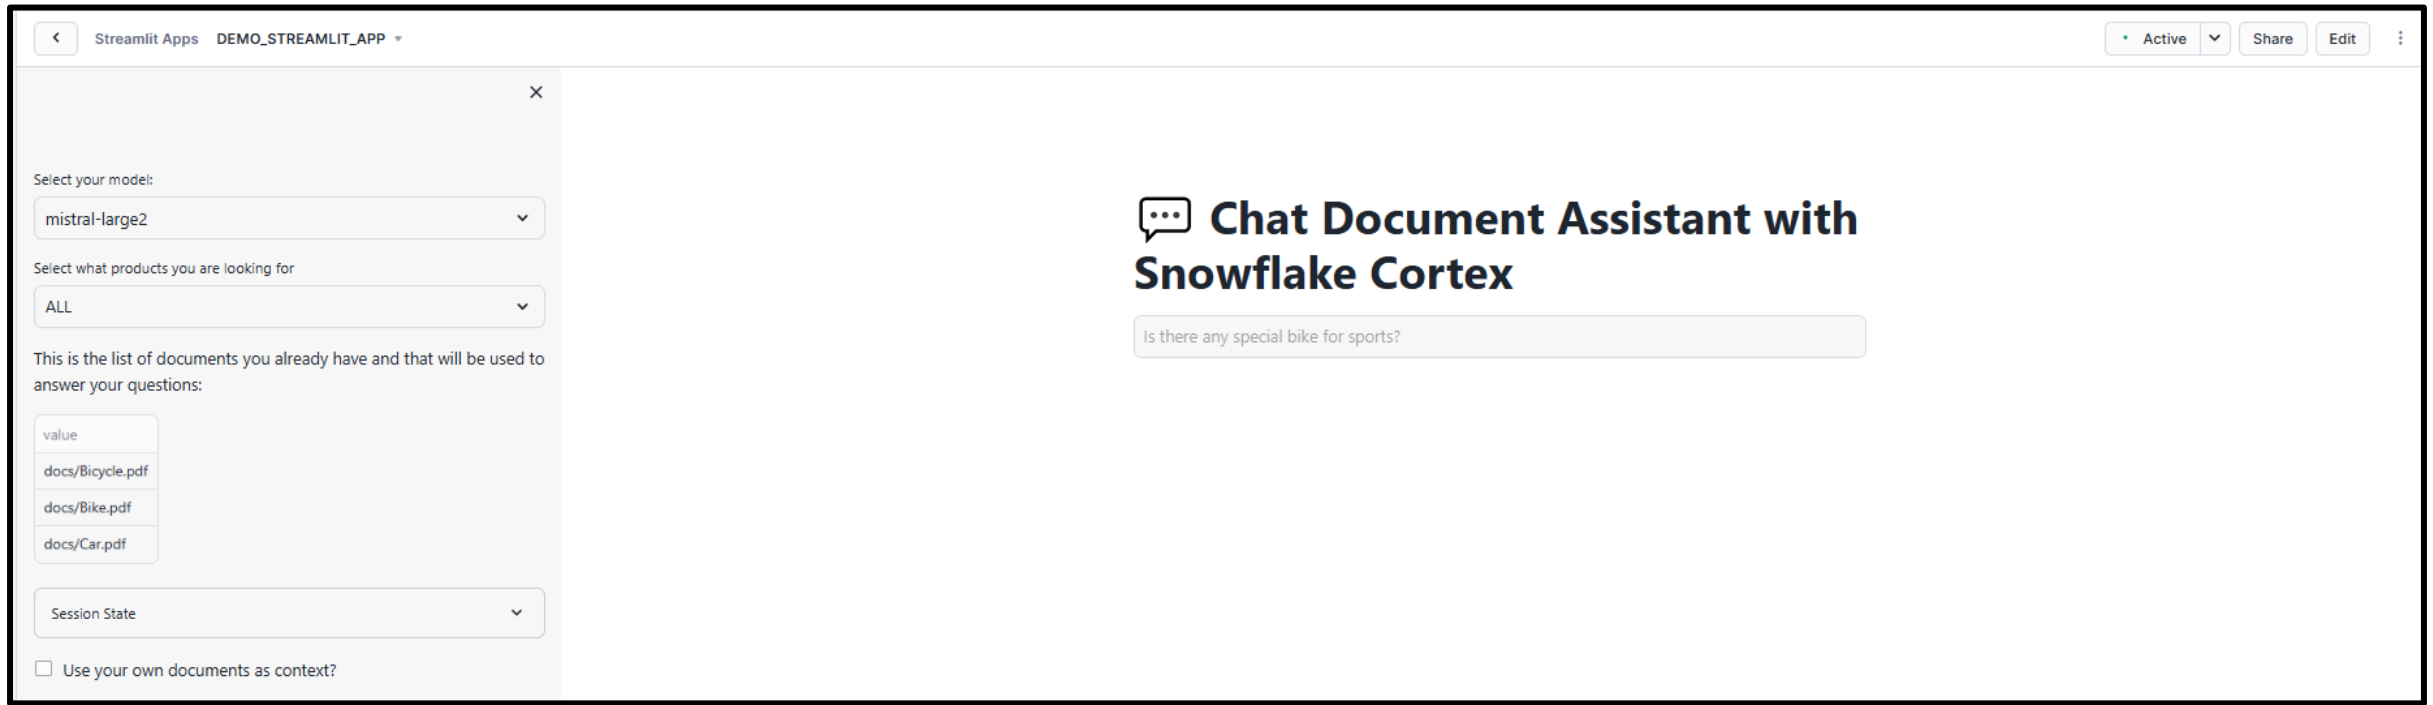 Streamlit Apps DEMO_STREAMLIT_APP
Active
Share
Edit
Select your model:
mistral-large2
Select what products you are looking for
ALL
This is the list of documents you already have and that will be used to
answer your questions:
value
docs/Bicycle.pdf
docs/Bike.pdf
docs/Car.pdf
Session State
Use your own documents as context?
Chat Document Assistant with
Snowflake Cortex
Is there any special bike for sports?